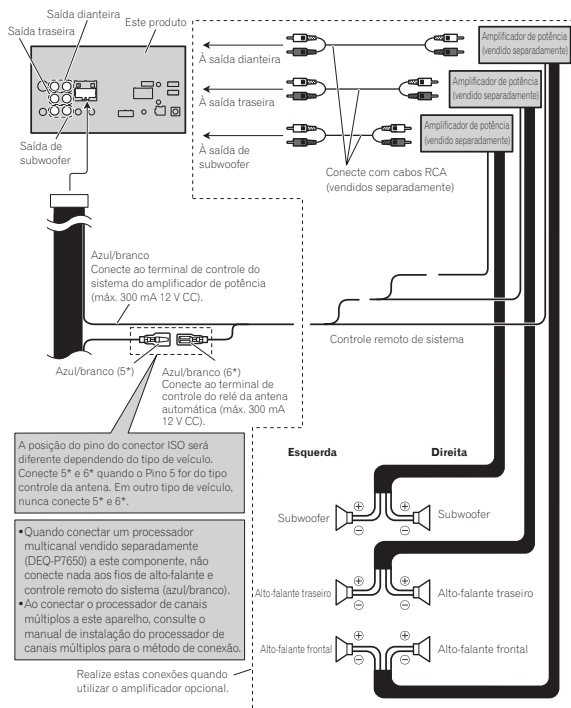 Saída dianteira
Saída traseira
Este produto
Saída de
subwoofer
À saída dianteira
À saída traseira
À saída de
subwoofer
Amplificador de potência
(vendido separadamente)
Amplificador de potência
(vendido separadamente)
Amplificador de potência
(vendido separadamente)
Conecte com cabos RCA
(vendidos separadamente)
Azul/branco
Conecte ao terminal de controle do
sistema do amplificador de potência
(máx. 300 mA 12 V CC).
Controle remoto de sistema
Azul/branco (5*)
Azul/branco (6*)
Conecte ao terminal de
controle do relé da antena
automática (máx. 300 mA
12 V CC).
A posição do pino do conector ISO será
diferente dependendo do tipo de veículo.
Conecte 5* e 6* quando o Pino 5 for do tipo
controle da antena. Em outro tipo de veículo,
nunca conecte 5* e 6*.
•Quando conectar um processador
multicanal vendido separadamente
(DEQ-P7650) a este componente, não
conecte nada aos fios de alto-falante e
controle remoto do sistema (azul/branco).
•Ao conectar o processador de canais
múltiplos a este aparelho, consulte o
manual de instalação do processador de
canais múltiplos para o método de conexão.
Realize estas conexões quando
utilizar o amplificador opcional.
Esquerda
Direita
Subwoofer
⊕ ⊕
⊖ ⊖
Subwoofer
Alto-falante traseiro
⊕ ⊕
⊖ ⊖
Alto-falante traseiro
Alto-falante frontal
⊕ ⊕
⊖ ⊖
Alto-falante frontal